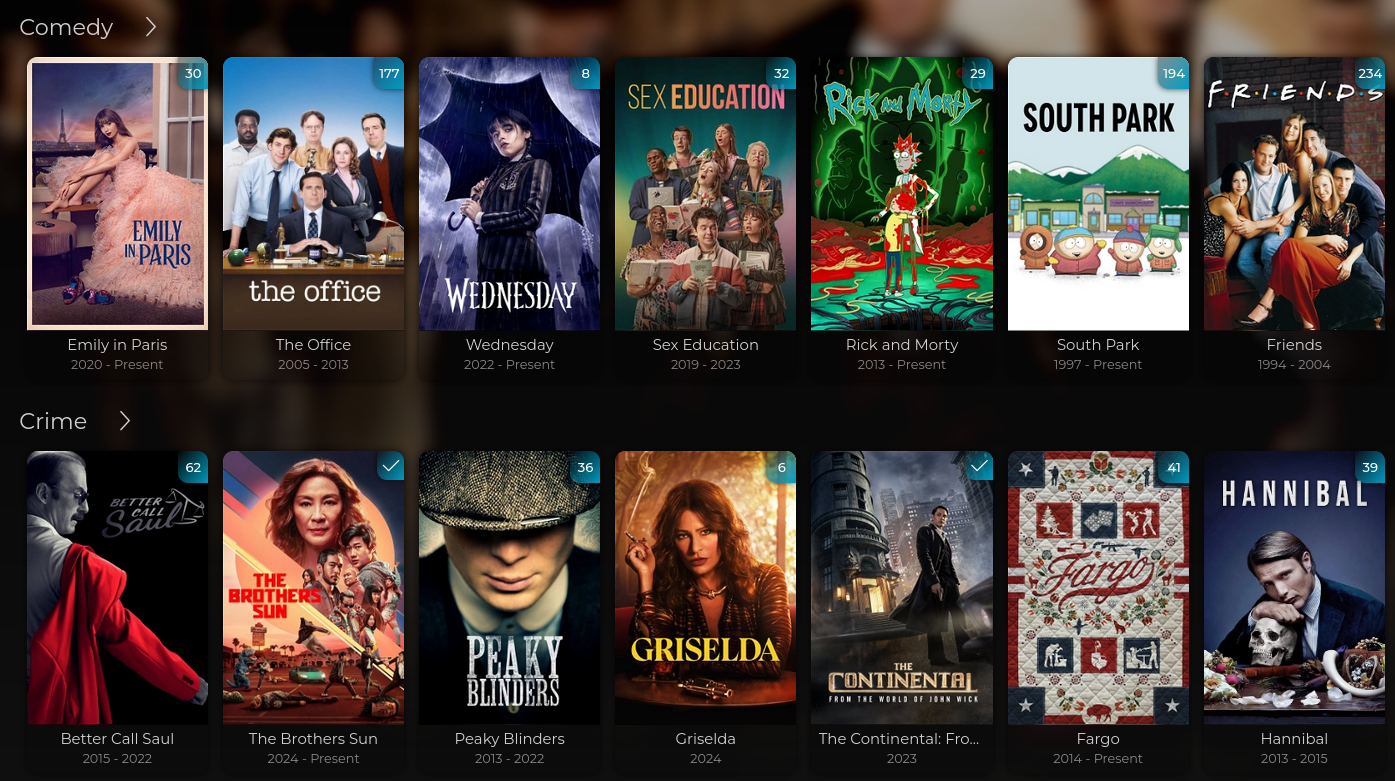 Comedy
30
177
8
32
29
194
234
EMILY
IN PARIS
the office
WEDNESDAY
SEX EDUCATION
Rick and Morty
SOUTH PARK
F·R·I·E·N·D·S
Emily in Paris
The Office
Wednesday
Sex Education
Rick and Morty
South Park
Friends
2020 - Present
2005 - 2013
2022 - Present
2019 - 2023
2013 - Present
1997 - Present
1994 - 2004
Crime
62
36
6
41
39
BETTER
CALL
Saul
THE
BROTHERS
SUN
PEAKY
BLINDERS
GRISELDA
THE
CONTINENTAL
FROM THE WORLD OF JOHN WICK
Fargo
HANNIBAL
Better Call Saul
The Brothers Sun
Peaky Blinders
Griselda
The Continental: Fro...
Fargo
Hannibal
2015 - 2022
2024 - Present
2013 - 2022
2024
2023
2014 - Present
2013 - 2015